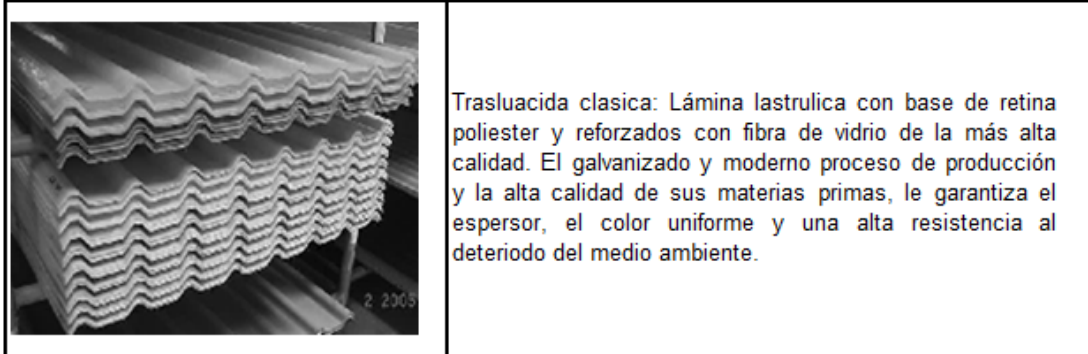 Trasluacida clasica: Lámina lastrulica con base de retina
poliester y reforzados con fibra de vidrio de la más alta
calidad. El galvanizado y moderno proceso de producción
y la alta calidad de sus materias primas, le garantiza el
espersor, el color uniforme y una alta resistencia al
deteriodo del medio ambiente.
2 2005